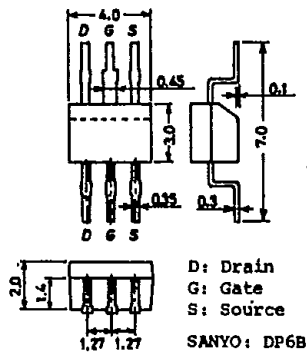 4.0
D G S
0.45
0.1
3.0
7.0
0.35
0.3
D G S
2.0
1.4
1.27 1.27
D: Drain
G: Gate
S: Source
SANYO: DP6B